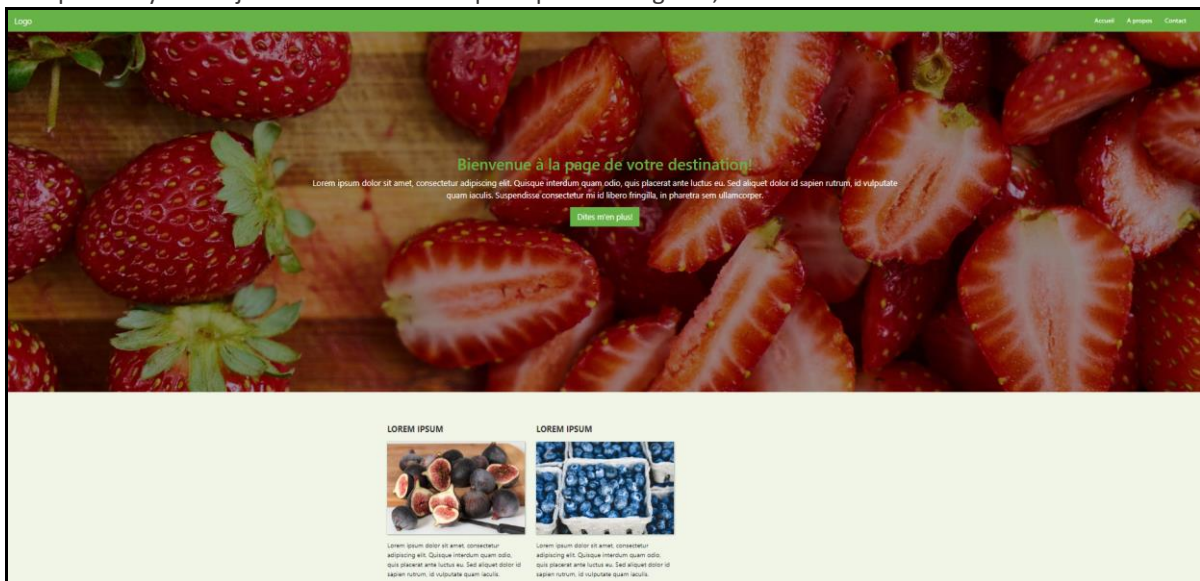 Logo
Accueil A propos Contact
Bienvenue à la page de votre destination!
Lorem ipsum dolor sit amet, consectetur adipiscing elit. Quisque interdum quam odio, quis placerat ante luctus eu. Sed aliquet dolor id sapien rutrum, id vulputate
quam iaculis. Suspendisse consectetur mi id libero fringilla, in pharetra sem ullamcorper.
Dites m'en plus!
LOREM IPSUM
Lorem ipsum dolor sit amet, consectetur
adipiscing elit. Quisque interdum quam odio,
quis placerat ante luctus eu. Sed aliquet dolor id
sapien rutrum, id vulputate quam iaculis.
LOREM IPSUM
Lorem ipsum dolor sit amet, consectetur
adipiscing elit. Quisque interdum quam odio,
quis placerat ante luctus eu. Sed aliquet dolor id
sapien rutrum, id vulputate quam iaculis.